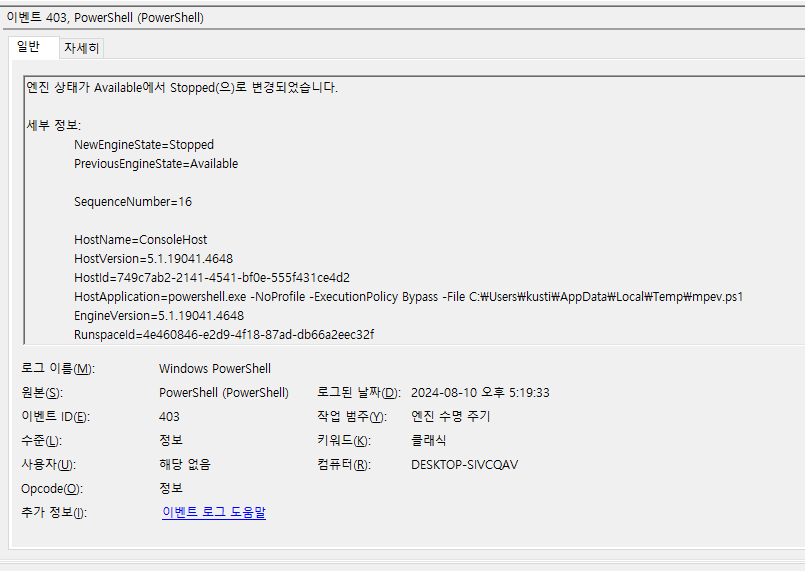 이벤트 403, PowerShell (PowerShell)
일반 자세히
엔진 상태가 Available에서 Stopped(으)로 변경되었습니다.
세부 정보:
NewEngineState=Stopped
PreviousEngineState=Available
SequenceNumber=16
HostName=ConsoleHost
HostVersion=5.1.19041.4648
HostId=749c7ab2-2141-4541-bf0e-555f431ce4d2
HostApplication=powershell.exe -NoProfile -ExecutionPolicy Bypass -File C:₩Users₩kusti₩AppData₩Local₩Temp₩mpev.ps1
EngineVersion=5.1.19041.4648
RunspaceId=4e460846-e2d9-4f18-87ad-db66a2eec32f
로그 이름(M): Windows PowerShell
원본(S): PowerShell (PowerShell) 로그된 날짜(D): 2024-08-10 오후 5:19:33
이벤트 ID(E): 403 작업 범주(Y): 엔진 수명 주기
수준(L): 정보 키워드(K): 클래식
사용자(U): 해당 없음 컴퓨터(R): DESKTOP-SIVCQAV
Opcode(O): 정보
추가 정보(I): 이벤트 로그 도움말